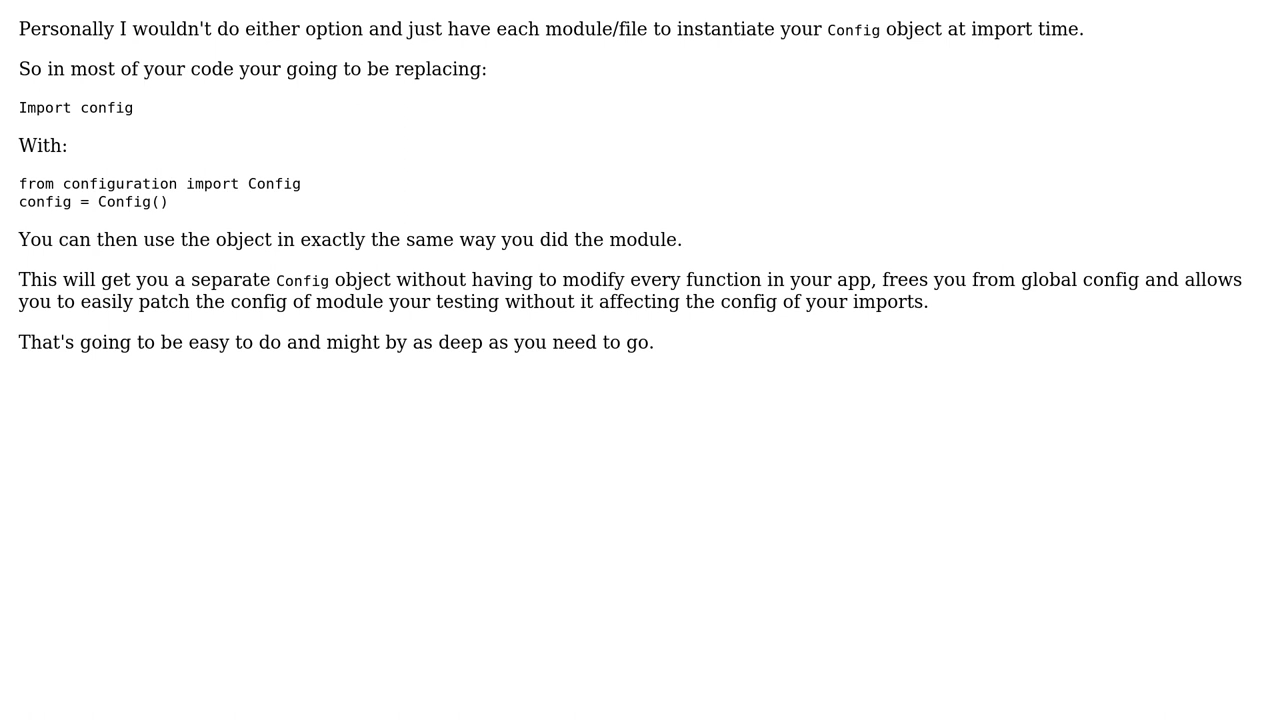 Personally I wouldn't do either option and just have each module/file to instantiate your Config object at import time.
So in most of your code your going to be replacing:
Import config
With:
from configuration import Config
config = Config()
You can then use the object in exactly the same way you did the module.
This will get you a separate Config object without having to modify every function in your app, frees you from global config and allows
you to easily patch the config of module your testing without it affecting the config of your imports.
That's going to be easy to do and might by as deep as you need to go.